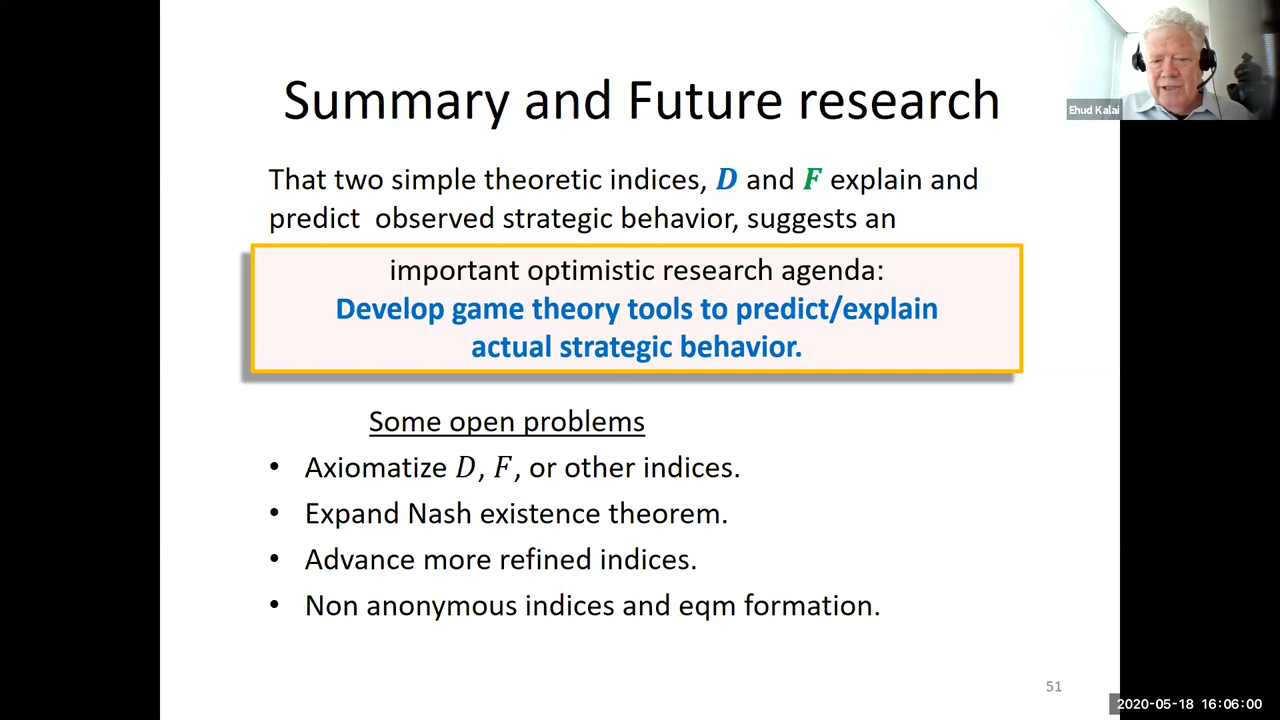 Summary and Future research
Ehud Kalai
That two simple theoretic indices, D and F explain and
predict observed strategic behavior, suggests an
important optimistic research agenda:
Develop game theory tools to predict/explain
actual strategic behavior.
Some open problems
• Axiomatize D, F, or other indices.
• Expand Nash existence theorem.
• Advance more refined indices.
• Non anonymous indices and eqm formation.
51
2020-05-18 16:06:00